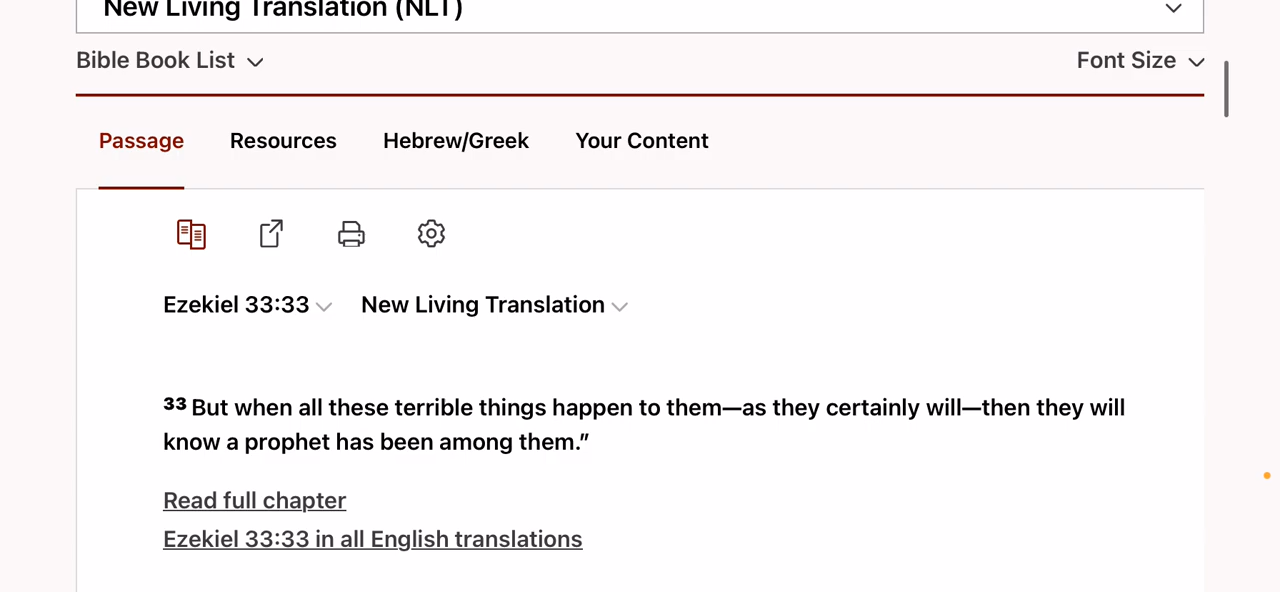 New Living Translation (NLT)
Bible Book List
Font Size
Passage Resources Hebrew/Greek Your Content
Ezekiel 33:33 New Living Translation
33 But when all these terrible things happen to them—as they certainly will—then they will
know a prophet has been among them.”
Read full chapter
Ezekiel 33:33 in all English translations